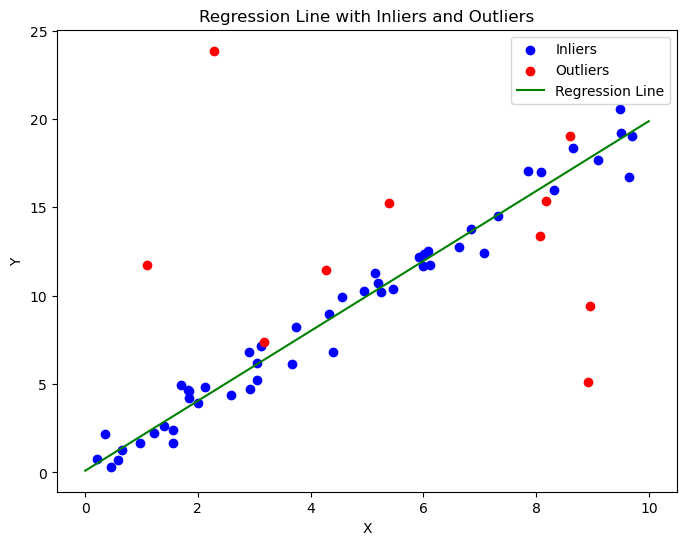 Regression Line with Inliers and Outliers
25
20
15
10
5
0
Y
Inliers
Outliers
Regression Line
0 2 4 6 8 10
X